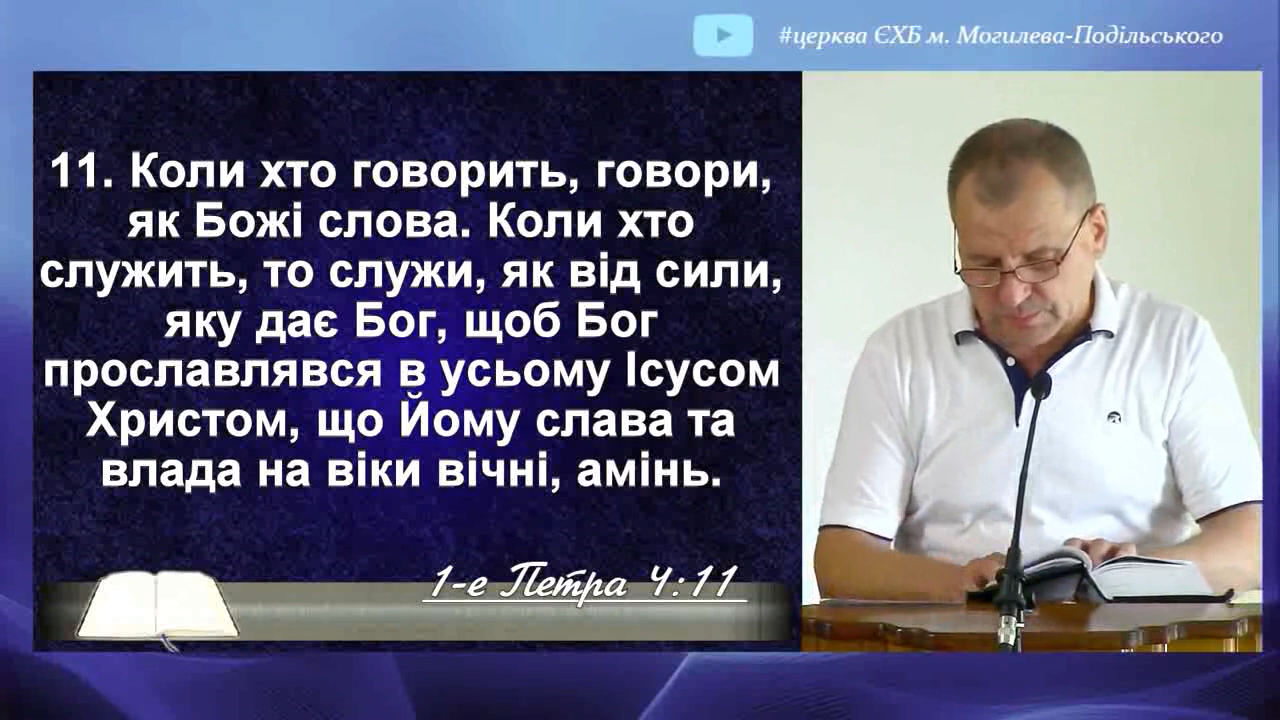 #церква ЄХБ м. Могилева-Подільського
11. Коли хто говорить, говори,
як Божі слова. Коли хто
служить, то служи, як від сили,
яку дає Бог, щоб Бог
прославлявся в усьому Ісусом
Христом, що Йому слава та
влада на віки вічні, амінь.
1-е Петра 4:11